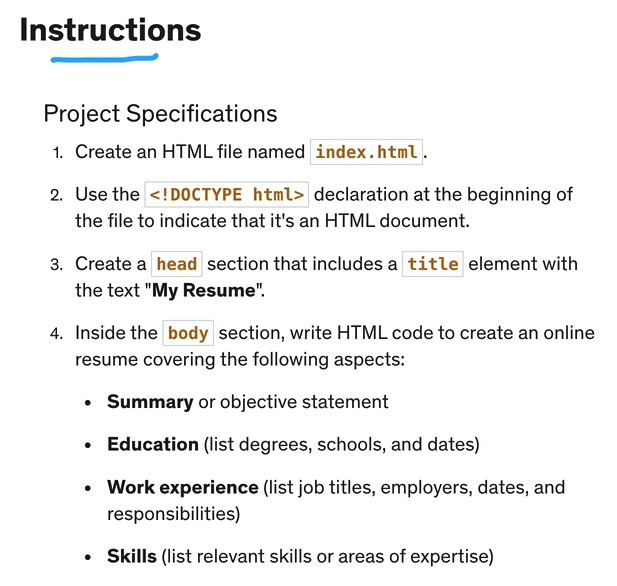 Instructions
Project Specifications
1. Create an HTML file named index.html.
2. Use the <!DOCTYPE html> declaration at the beginning of
the file to indicate that it's an HTML document.
3. Create a head section that includes a title element with
the text "My Resume".
4. Inside the body section, write HTML code to create an online
resume covering the following aspects:
• Summary or objective statement
• Education (list degrees, schools, and dates)
• Work experience (list job titles, employers, dates, and
responsibilities)
• Skills (list relevant skills or areas of expertise)